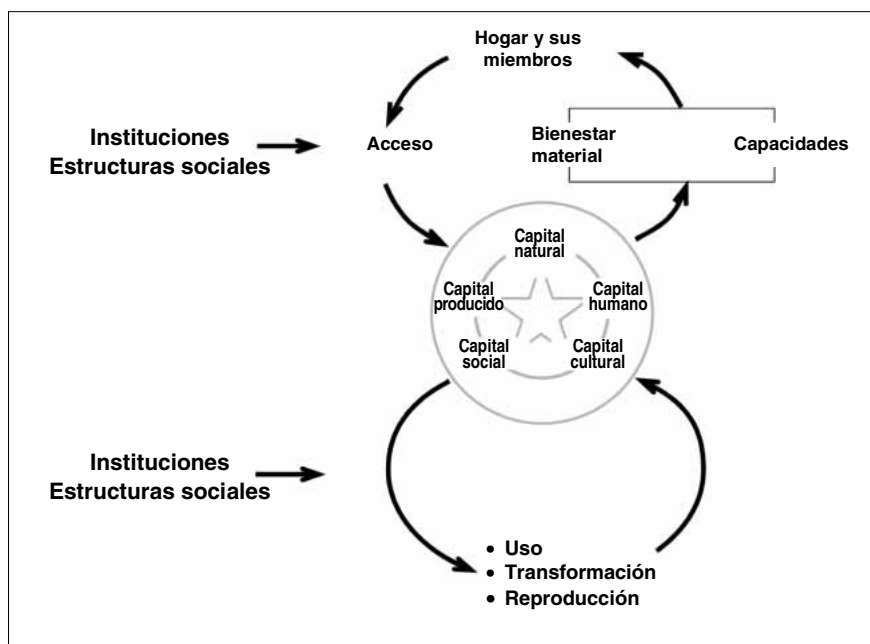 Hogar y sus
miembros
Instituciones
Estructuras sociales
Acceso
Bienestar
material
Capacidades
Capital
natural
Capital
producido
Capital
humano
Capital
social
Capital
cultural
Instituciones
Estructuras sociales
• Uso
• Transformación
• Reproducción